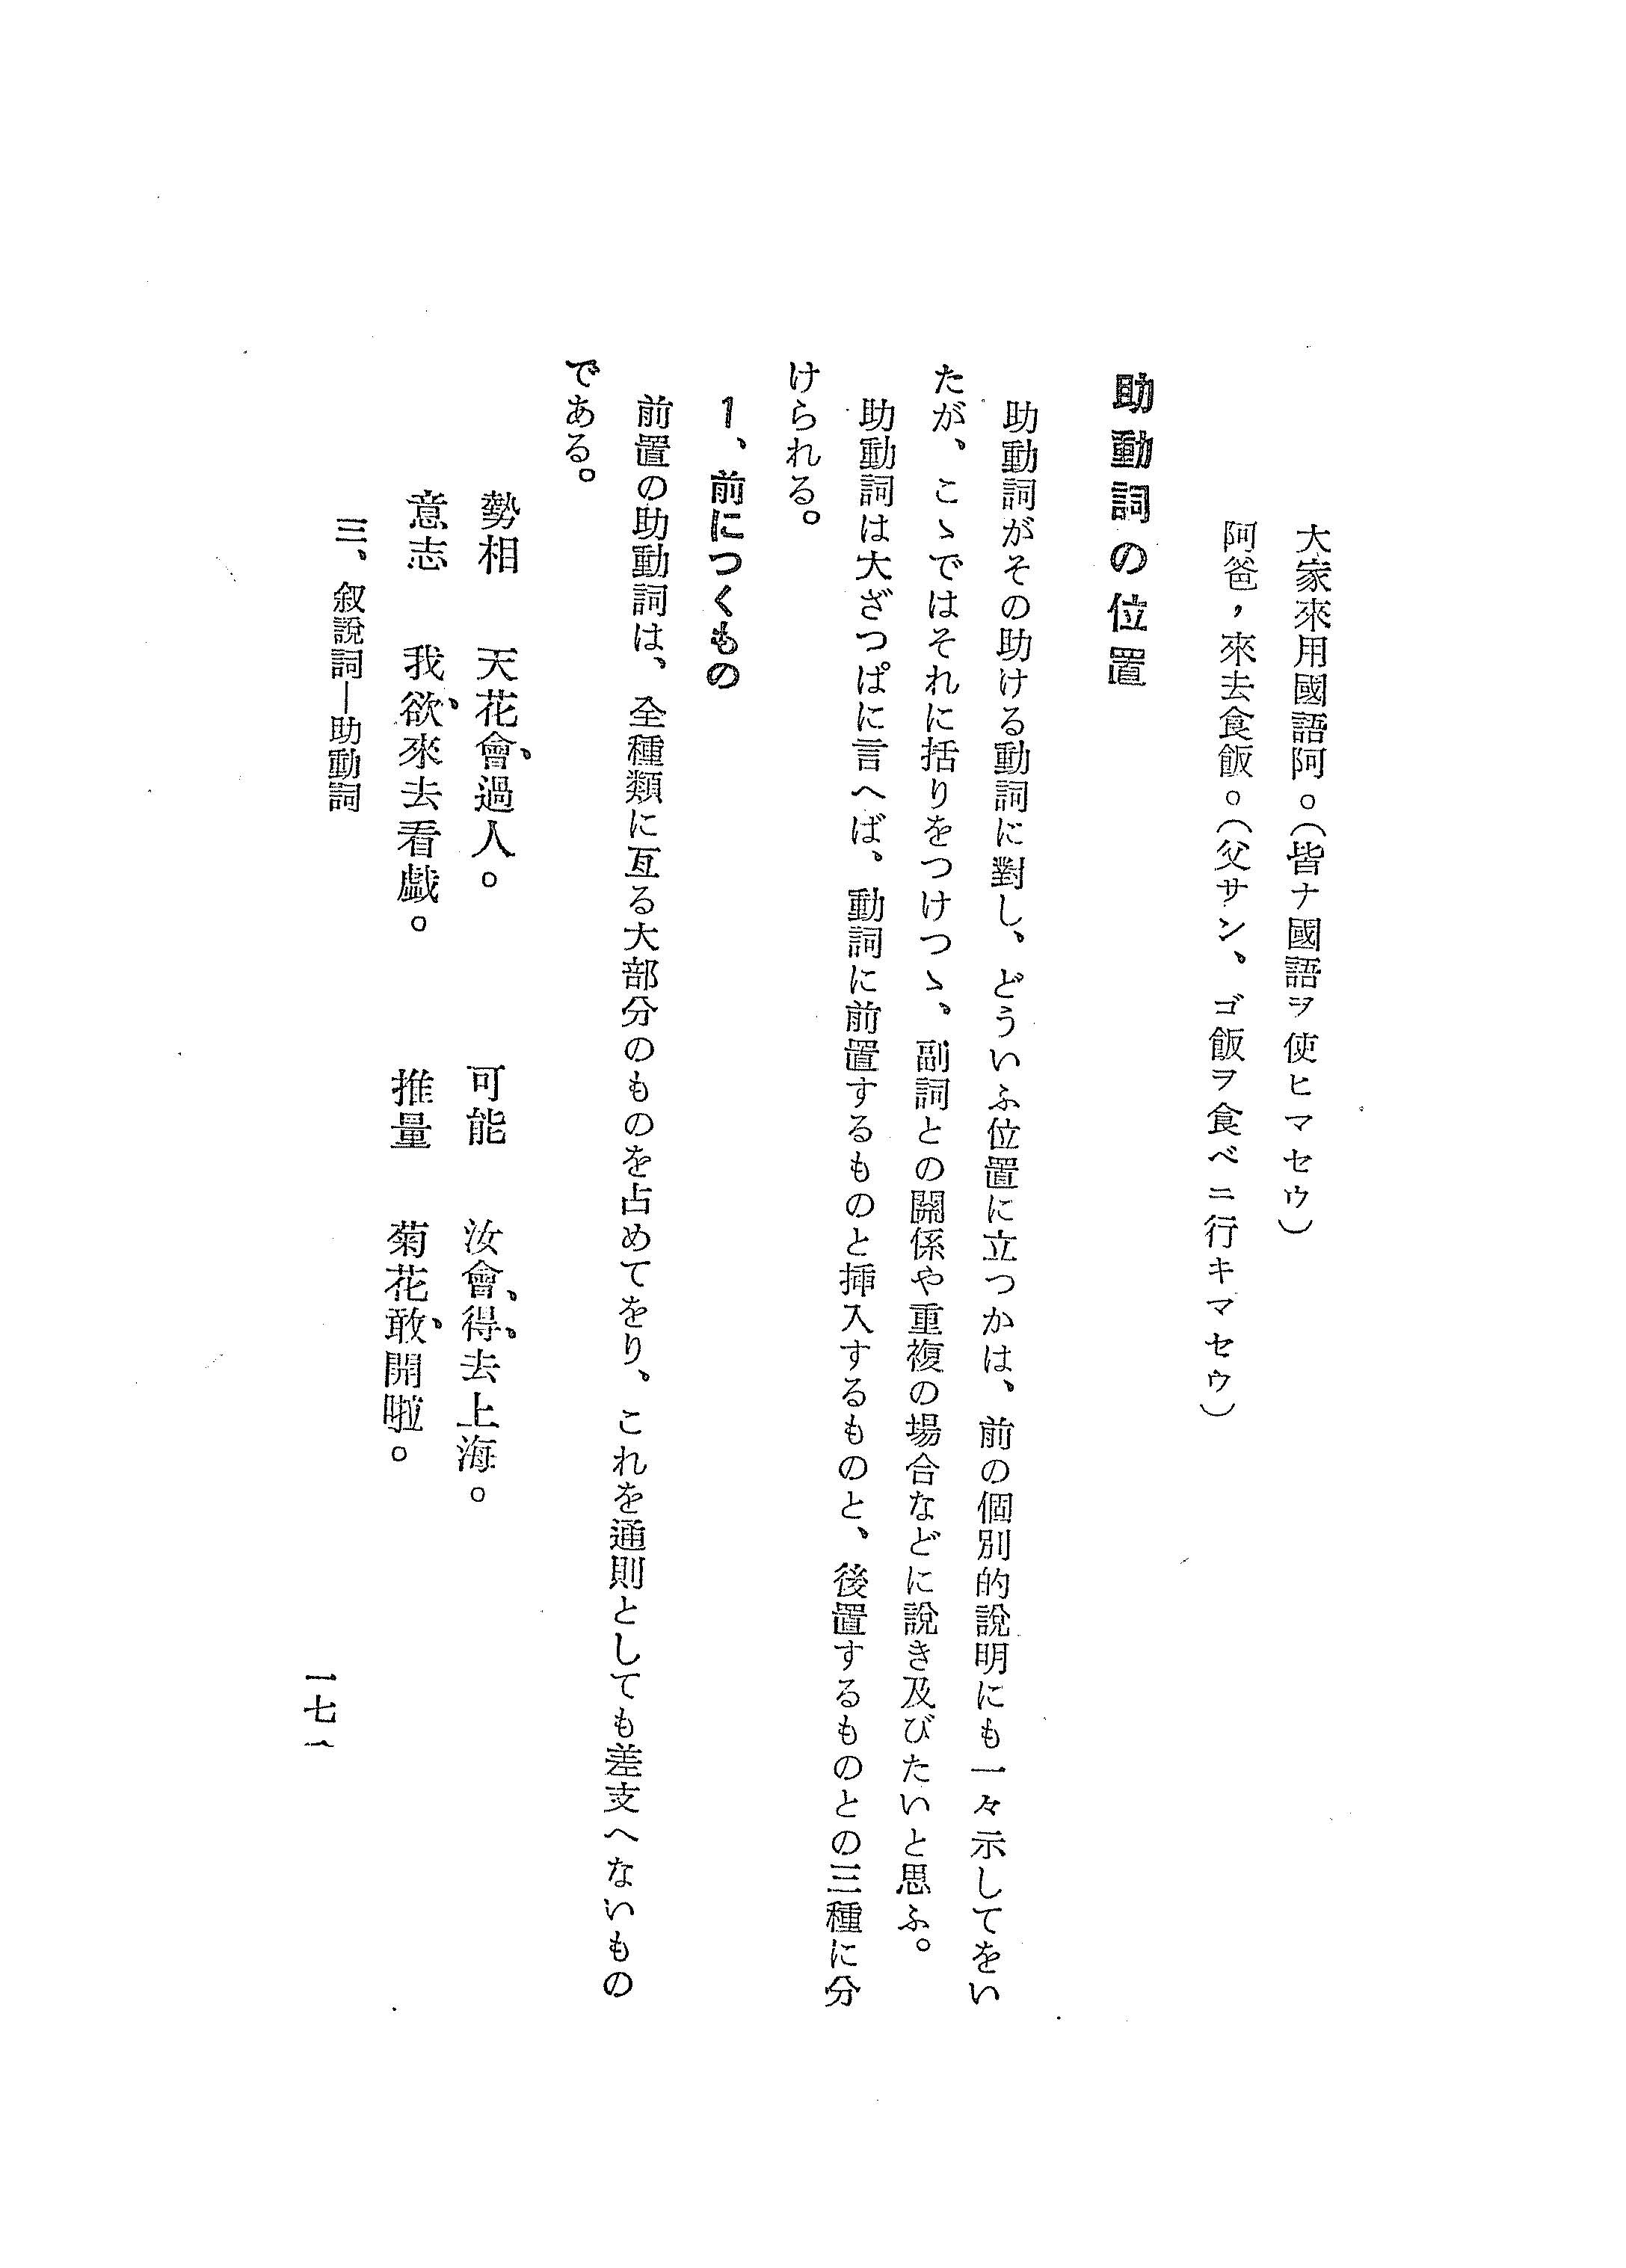 大家來用國語阿。(皆ナ國語ヲ使ヒマセウ)
阿爸,來去食飯。(父サン、ゴ飯ヲ食ベニ行キマセウ)
助動詞の位置
助動詞がその助ける動詞に對し、どういふ位置に立つかは、前の個別的說明にも一々示してをい
たが、こゝではそれに括りをつけつゝ、副詞との關係や重複の場合などに說き及びたいと思ふ。
助動詞は大ざつぱに言へば、動詞に前置するものと挿入するものと、後置するものとの三種に分
けられる。
1、前につくもの
前置の助動詞は、全種類に亙る大部分のものを占めてをり、これを通則としても差支へないもの
である。
勢相 天花會過人。 可能 汝會得去上海。
意志 我欲來去看戯。 推量 菊花敢開啦。
三、叙說詞—助動詞
一七